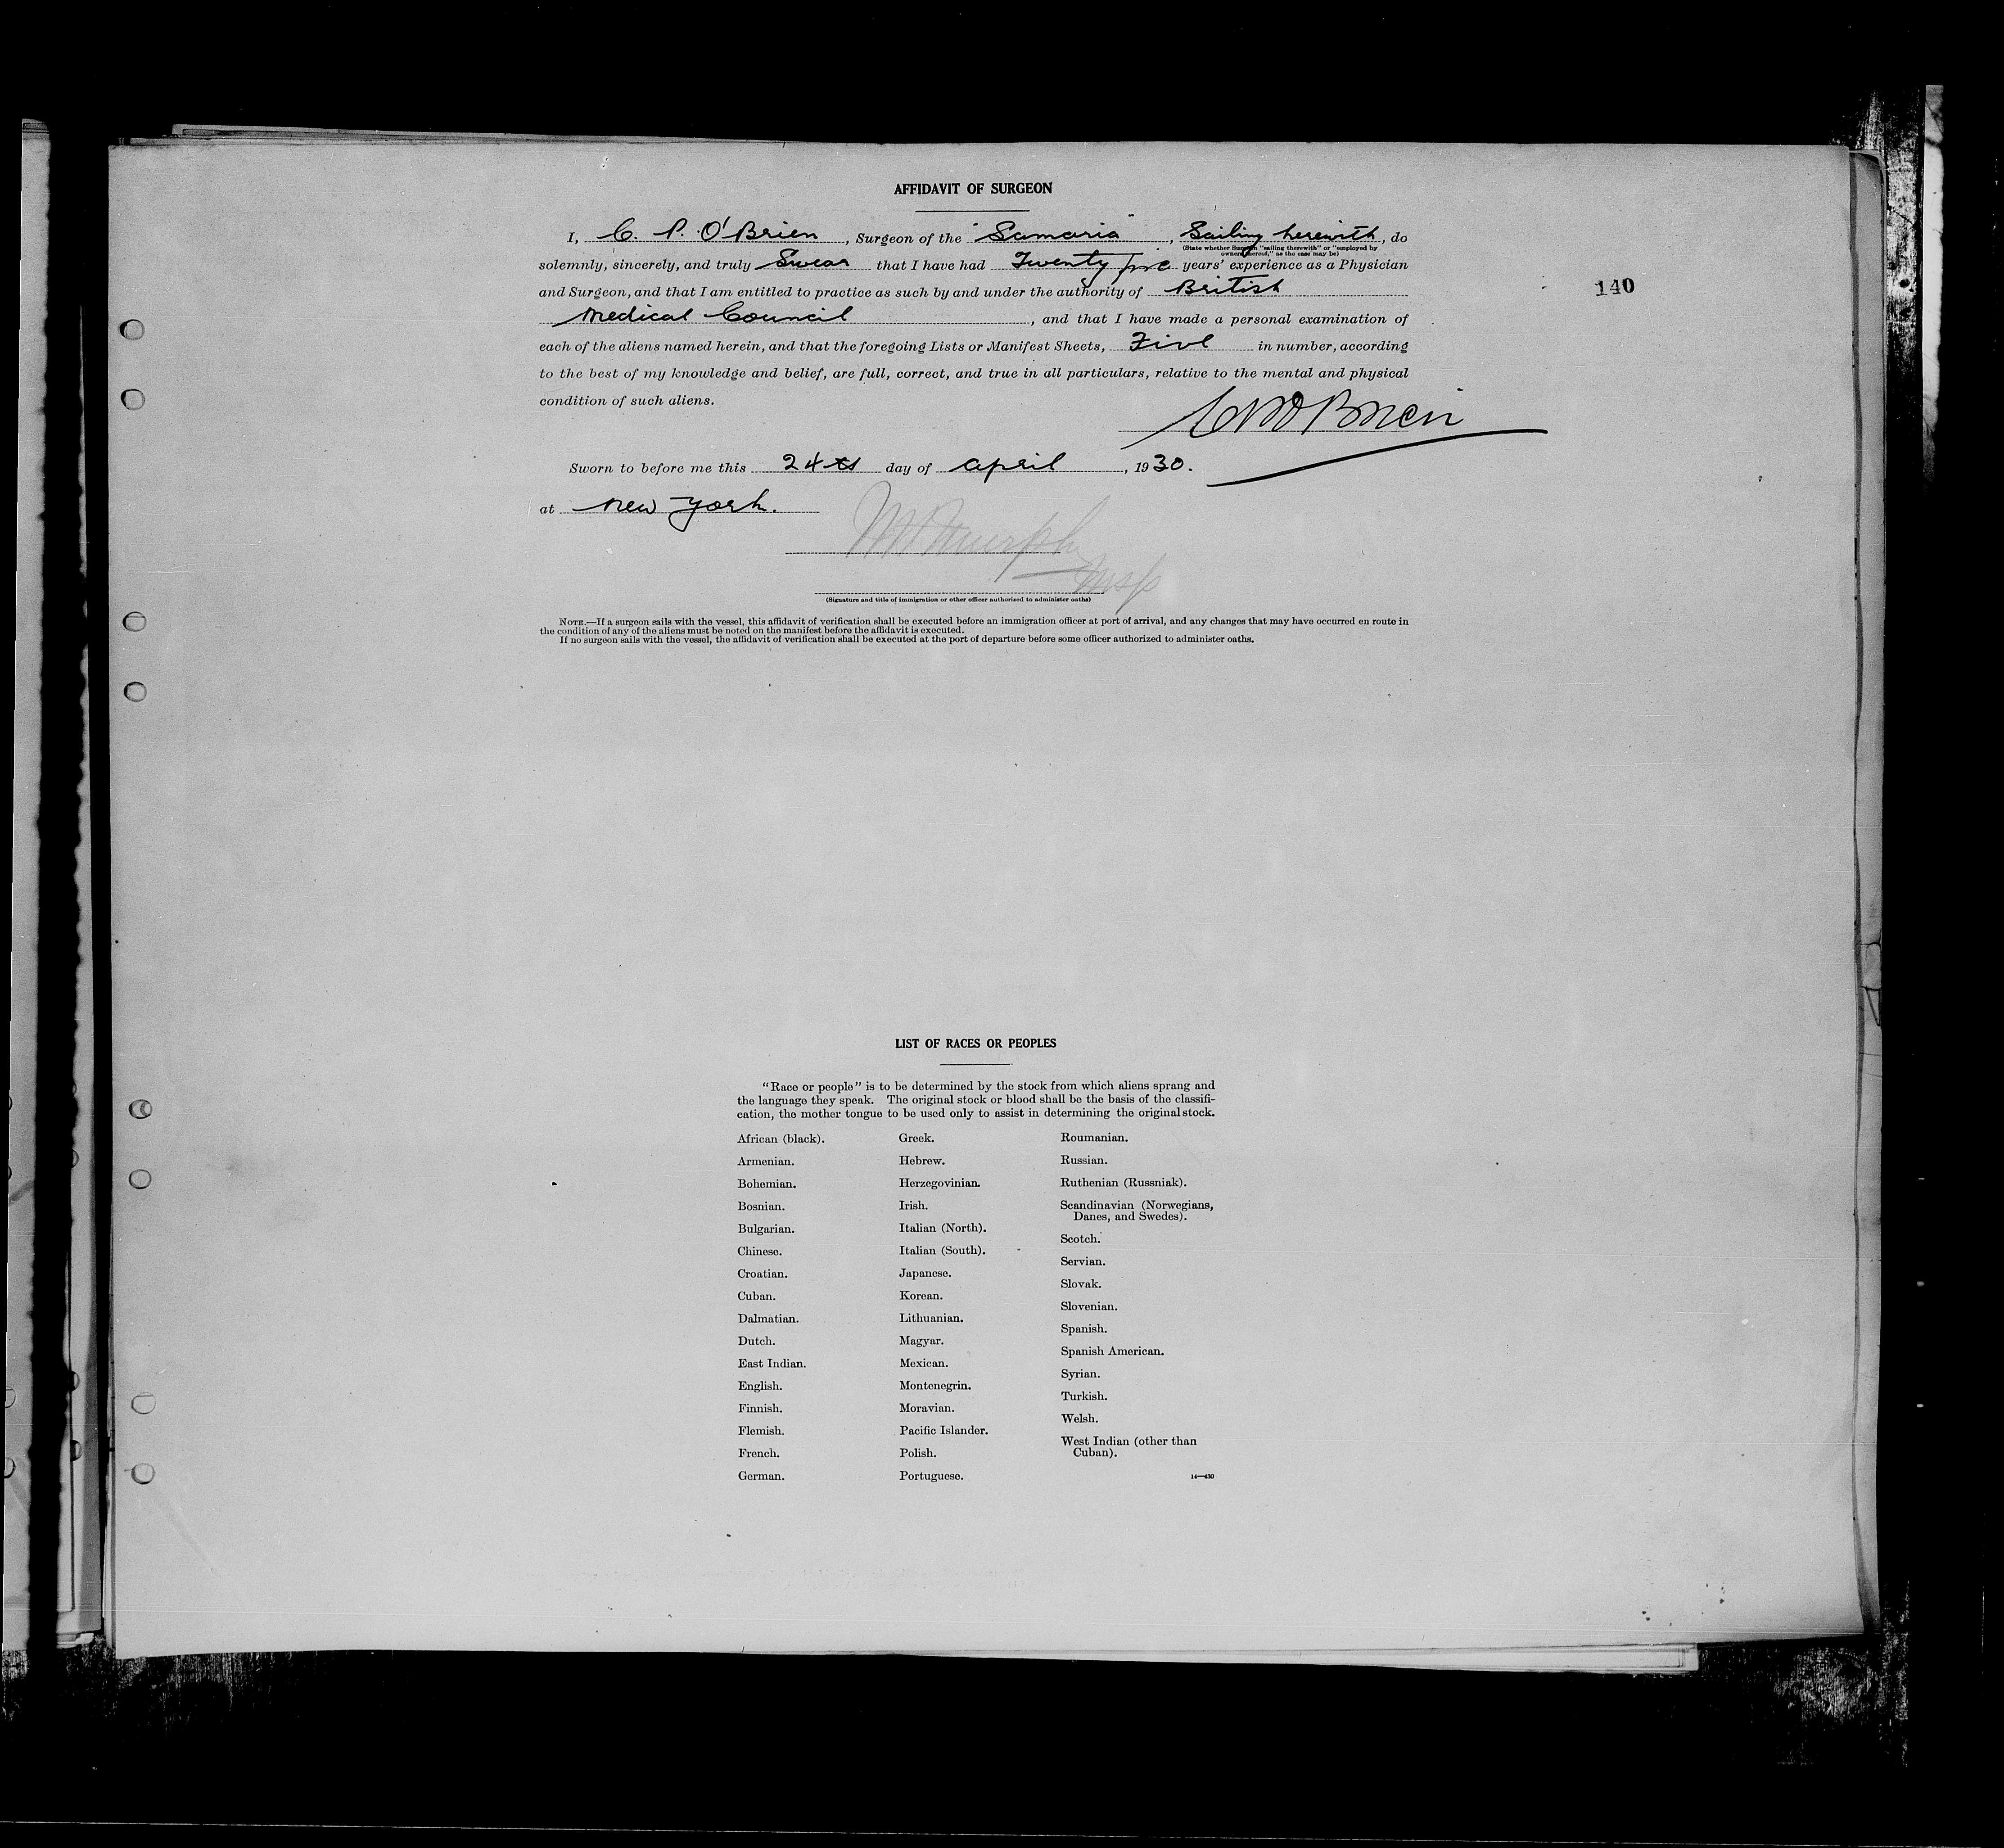 AFFIDAVIT OF SURGEON
I, C. P. O'Brien, Surgeon of the "Samaria", Sailing herewith, do
(State whether Surgeon "sailing therewith" or "employed by
owners thereof," as the case may be)
solemnly, sincerely, and truly Swear that I have had Twenty five years' experience as a Physician
140
and Surgeon, and that I am entitled to practice as such by and under the authority of British
Medical Council, and that I have made a personal examination of
each of the aliens named herein, and that the foregoing Lists or Manifest Sheets, Five in number, according
to the best of my knowledge and belief, are full, correct, and true in all particulars, relative to the mental and physical
condition of such aliens.
CPO'Brien
Sworn to before me this 24th day of April, 1930.
at New York.
Murphy
Insp
(Signature and title of immigration or other officer authorized to administer oaths)
NOTE.—If a surgeon sails with the vessel, this affidavit of verification shall be executed before an immigration officer at port of arrival, and any changes that may have occurred en route in
the condition of any of the aliens must be noted on the manifest before the affidavit is executed.
If no surgeon sails with the vessel, the affidavit of verification shall be executed at the port of departure before some officer authorized to administer oaths.
LIST OF RACES OR PEOPLES
"Race or people" is to be determined by the stock from which aliens sprang and
the language they speak. The original stock or blood shall be the basis of the classifi-
cation, the mother tongue to be used only to assist in determining the original stock.
African (black).
Armenian.
Bohemian.
Bosnian.
Bulgarian.
Chinese.
Croatian.
Cuban.
Dalmatian.
Dutch.
East Indian.
English.
Finnish.
Flemish.
French.
German.
Greek.
Hebrew.
Herzegovinian.
Irish.
Italian (North).
Italian (South).
Japanese.
Korean.
Lithuanian.
Magyar.
Mexican.
Montenegrin.
Moravian.
Pacific Islander.
Polish.
Portuguese.
Roumanian.
Russian.
Ruthenian (Russniak).
Scandinavian (Norwegians,
Danes, and Swedes).
Scotch.
Servian.
Slovak.
Slovenian.
Spanish.
Spanish American.
Syrian.
Turkish.
Welsh.
West Indian (other than
Cuban).
14—430